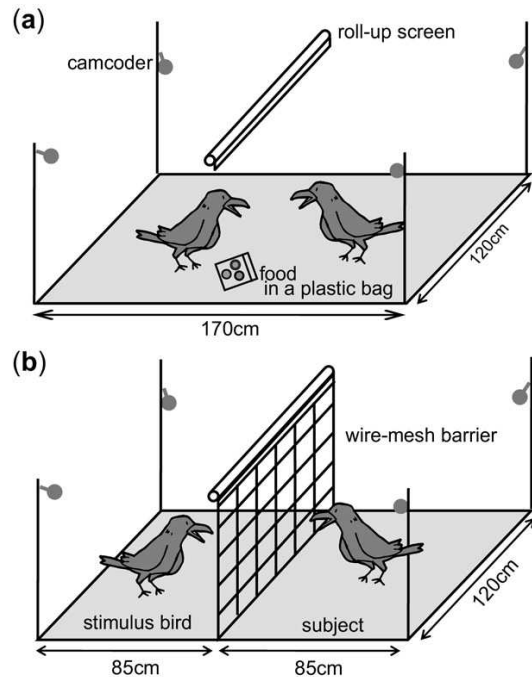 (a)
roll-up screen
camcoder
food
in a plastic bag
120cm
170cm
(b)
wire-mesh barrier
stimulus bird
subject
120cm
85cm
85cm